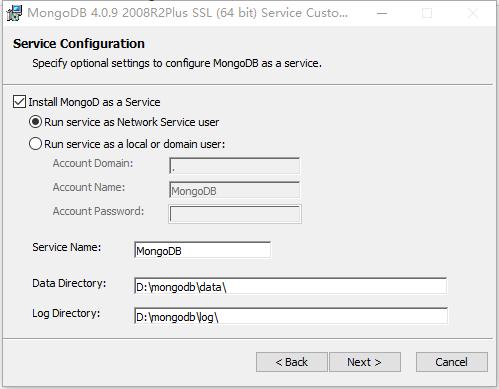 MongoDB 4.0.9 2008R2Plus SSL (64 bit) Service Custo...
Service Configuration
Specify optional settings to configure MongoDB as a service.
Install MongoD as a Service
Run service as Network Service user
Run service as a local or domain user:
Account Domain: .
Account Name: MongoDB
Account Password:
Service Name: MongoDB
Data Directory: D:\mongodb\data\
Log Directory: D:\mongodb\log\
< Back Next > Cancel